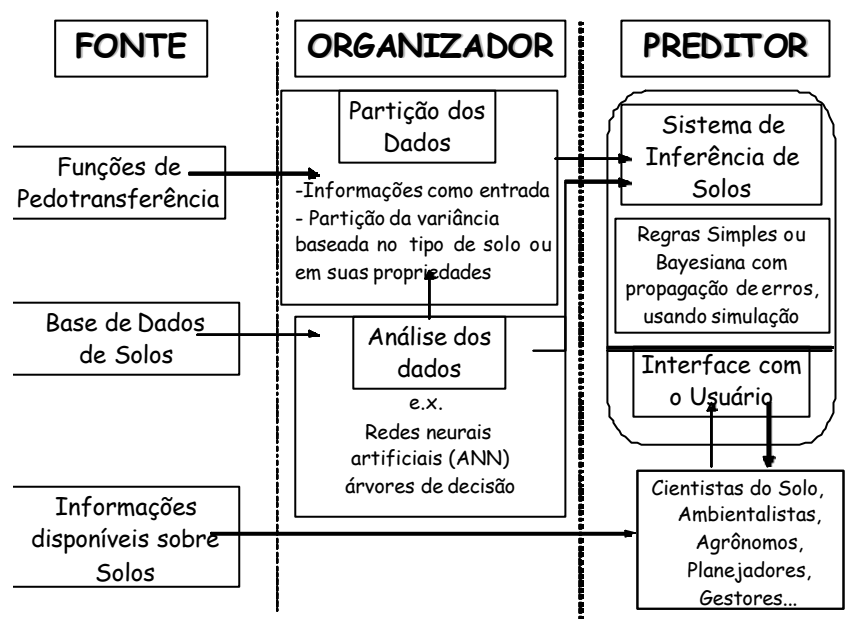 FONTE
ORGANIZADOR
PREDITOR
Funções de
Pedotransferência
Base de Dados
de Solos
Informações
disponíveis sobre
Solos
Partição dos
Dados
-Informações como entrada
- Partição da variância
baseada no tipo de solo ou
em suas propriedades
Análise dos
dados
e.x.
Redes neurais
artificiais (ANN)
árvores de decisão
Sistema de
Inferência de
Solos
Regras Simples ou
Bayesiana com
propagação de erros,
usando simulação
Interface com
o Usuário
Cientistas do Solo,
Ambientalistas,
Agrônomos,
Planejadores,
Gestores...